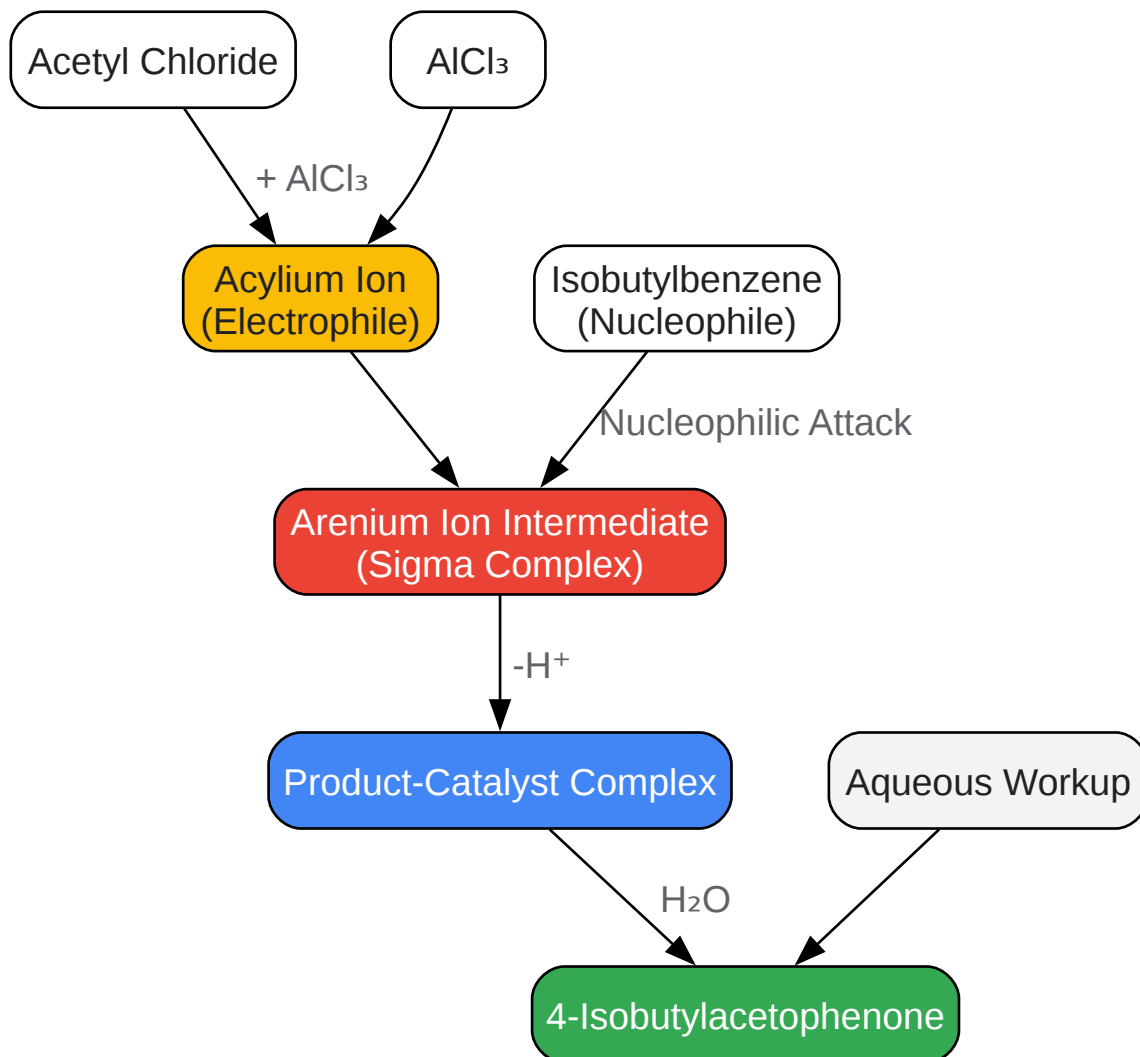 Acetyl Chloride
AlCl₃
+ AlCl₃
Acylium Ion
(Electrophile)
Isobutylbenzene
(Nucleophile)
Nucleophilic Attack
Arenium Ion Intermediate
(Sigma Complex)
-H⁺
Product-Catalyst Complex
Aqueous Workup
H₂O
4-Isobutylacetophenone